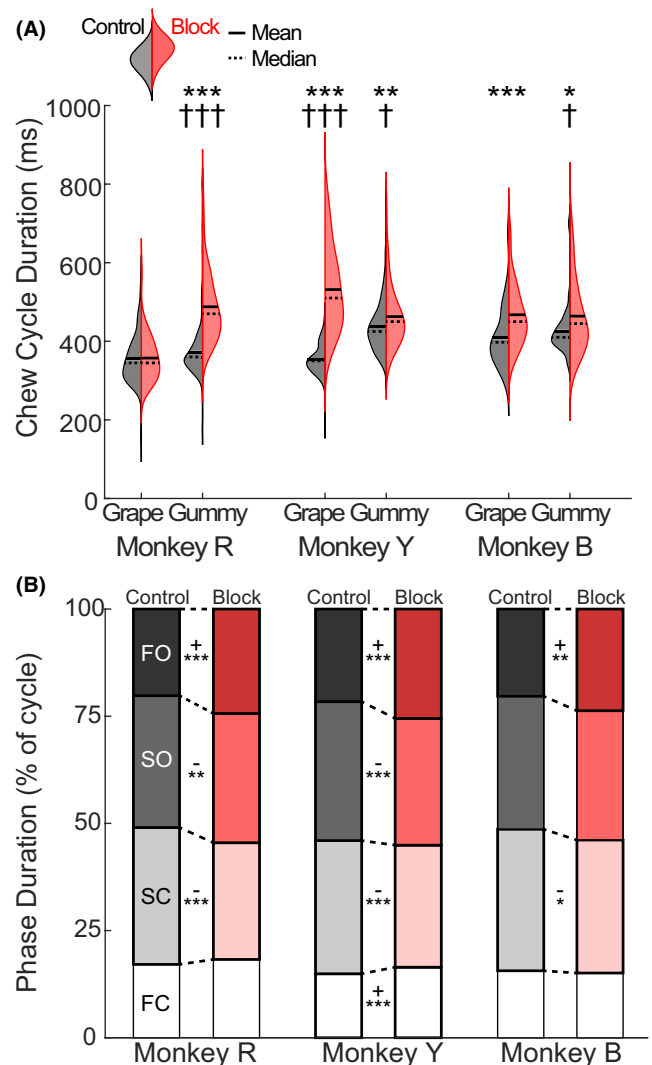 (A)
Control Block
Mean
Median
*** *** ** *** *
††† ††† † †
Chew Cycle Duration (ms)
1000
800
600
400
200
0
Grape Gummy Grape Gummy Grape Gummy
Monkey R Monkey Y Monkey B
(B)
Control Block Control Block Control Block
Phase Duration (% of cycle)
100
75
50
25
0
FO
SO
SC
FC
+ + +
*** *** **
- -
** ***
- - -
*** *** *
+
***
Monkey R Monkey Y Monkey B